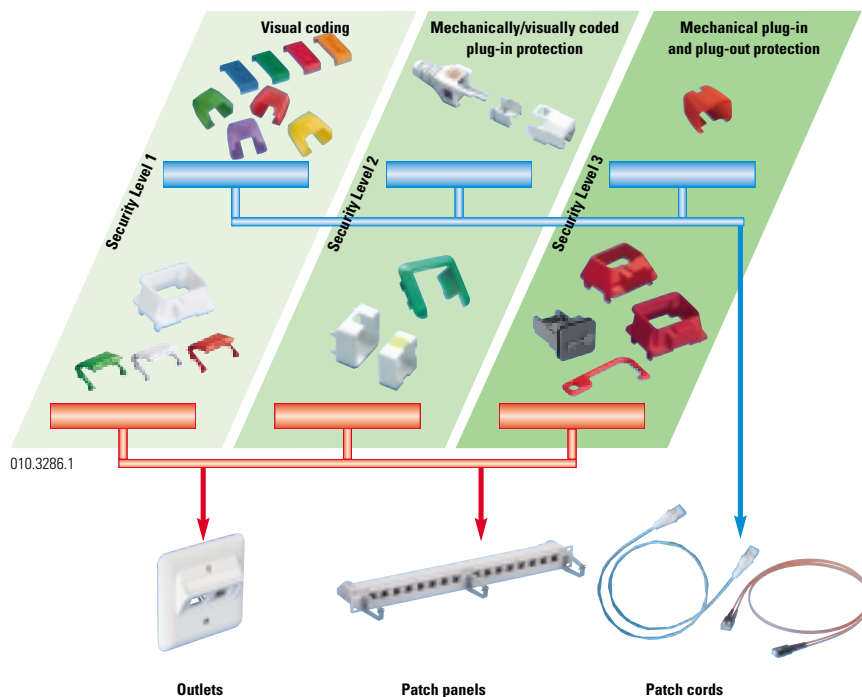 Visual coding
Mechanically/visually coded
plug-in protection
Mechanical plug-in
and plug-out protection
Security Level 1
Security Level 2
Security Level 3
010.3286.1
Outlets
Patch panels
Patch cords